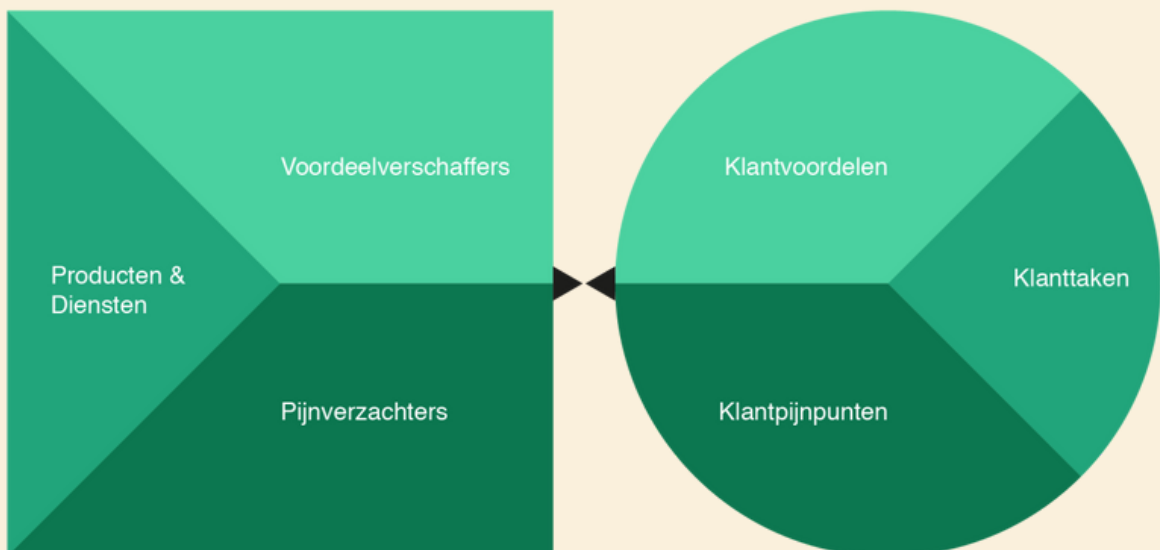 Voordeelverschaffers
Producten &
Diensten
Pijnverzachters
Klantvoordelen
Klanttaken
Klantpijnpunten